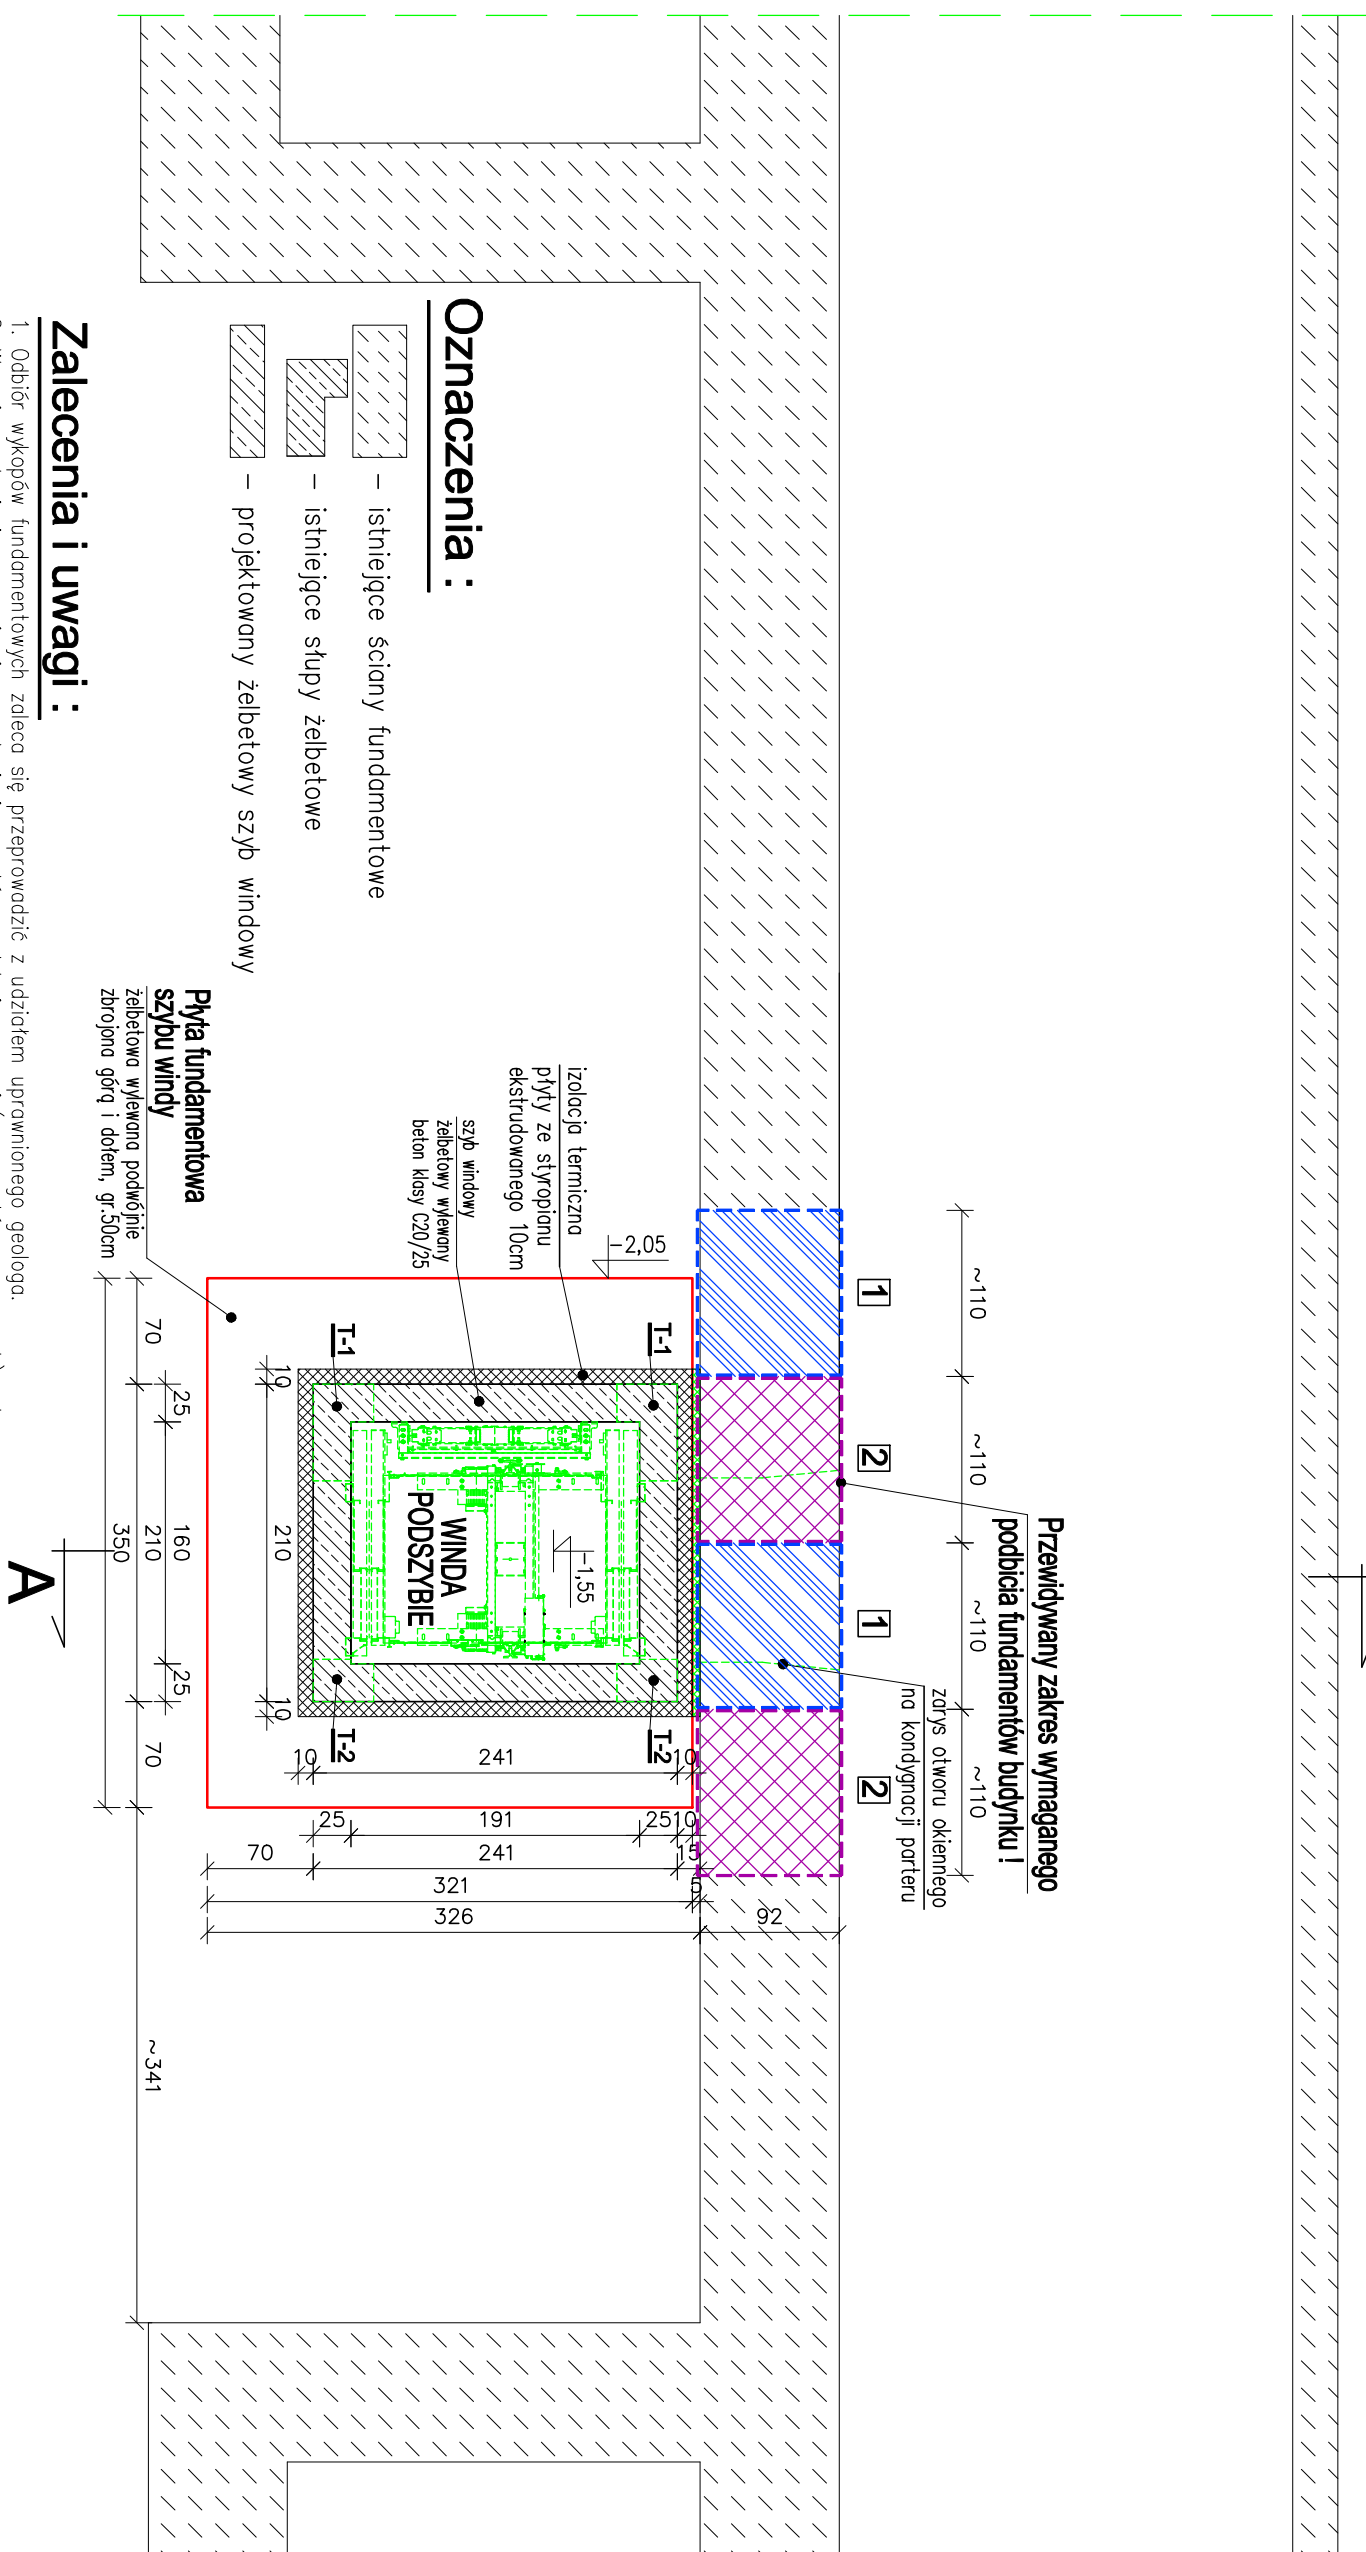 Przewidywany zakres wymaganego
podbicia fundamentów budynku !
~110
~110
~110
~110
zarys otworu okiennego
na kondygnacji parteru
1
2
1
2
92
-2,05
izolacja termiczna
płyty ze styropianu
ekstrudowanego 10cm
szyb windowy
żelbetowy wylewany
beton klasy C20/25
T-1
T-1
T-2
T-2
-1,55
WINDA
PODSZYBIE
10
241
10
25
191
25
10
70
241
15
321
5
326
10
210
10
Oznaczenia :
- istniejące ściany fundamentowe
- istniejące słupy żelbetowe
- projektowany żelbetowy szyb windowy
Płyta fundamentowa
szybu windy
żelbetowa wylewana podwójnie
zbrojona górą i dołem, gr.50cm
25
160
25
70
210
70
~341
350
A
Zalecenia i uwagi :
1. Odbiór wykopów fundamentowych zaleca się przeprowadzić z udziałem uprawnionego geologa.